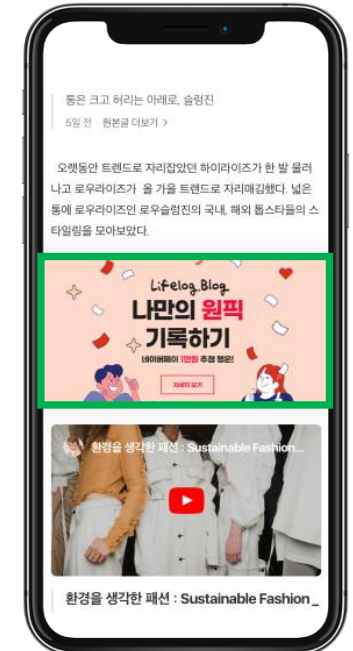 통은 크고 허리는 아래로, 슬렁진
5일 전 원본글 더보기 >
오랫동안 트렌드로 자리잡았던 하이라이즈가 한 발 물러
나고 로우라이즈가 올 가을 트렌드로 자리매김했다. 넓은
통에 로우라이즈인 로우슬렁진의 국내, 해외 톱스타들의 스
타일링을 모아보았다.
Lifelog.Blog
나만의 원픽
기록하기
네이버페이 1만원 추첨 행운!
자세히 보기
환경을 생각한 패션 : Sustainable Fashion...
환경을 생각한 패션 : Sustainable Fashion _